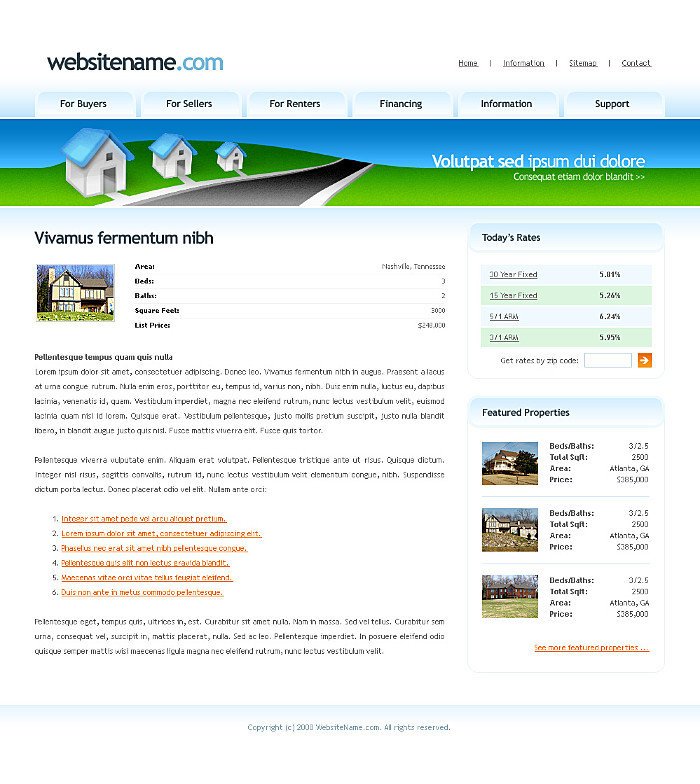 websitename.com
Home | Information | Sitemap | Contact
For Buyers For Sellers For Renters Financing Information Support
Volutpat sed ipsum dui dolore
Consequat etiam dolor blandit >>
Vivamus fermentum nibh
Area: Nashville, Tennessee
Beds: 3
Baths: 2
Square Feet: 3000
List Price: $248,000
Pellentesque tempus quam quis nulla
Lorem ipsum dolor sit amet, consectetuer adipiscing. Donec leo. Vivamus fermentum nibh in augue. Praesent a lacus
at urna congue rutrum. Nulla enim eros, porttitor eu, tempus id, varius non, nibh. Duis enim nulla, luctus eu, dapibus
lacinia, venenatis id, quam. Vestibulum imperdiet, magna nec eleifend rutrum, nunc lectus vestibulum velit, euismod
lacinia quam nisl id lorem. Quisque erat. Vestibulum pellentesque, justo mollis pretium suscipit, justo nulla blandit
libero, in blandit augue justo quis nisl. Fusce mattis viverra elit. Fusce quis tortor.
Pellentesque viverra vulputate enim. Aliquam erat volutpat. Pellentesque tristique ante ut risus. Quisque dictum.
Integer nisl risus, sagittis convallis, rutrum id, nunc lectus vestibulum velit elementum congue, nibh. Suspendisse
dictum porta lectus. Donec placerat odio vel elit. Nullam ante orci:
1. Integer sit amet pede vel arcu aliquet pretium.
2. Lorem ipsum dolor sit amet, consectetuer adipiscing elit.
3. Phasellus nec erat sit amet nibh pellentesque congue.
4. Pellentesque quis elit non lectus gravida blandit.
5. Maecenas vitae orci vitae tellus feugiat eleifend.
6. Duis non ante in metus commodo pellentesque.
Pellentesque eget, tempus quis, ultrices in, est. Curabitur sit amet nulla. Nam in massa. Sed vel tellus. Curabitur sem
urna, consequat vel, suscipit in, mattis placerat, nulla. Sed ac leo. Pellentesque imperdiet. In posuere eleifend odio
quisque semper mattis wisi maecenas ligula magna nec eleifend rutrum, nunc lectus vestibulum velit.
Today's Rates
30 Year Fixed 5.81%
15 Year Fixed 5.26%
5/1 ARM 6.24%
3/1 ARM 5.95%
Get rates by zip code:
Featured Properties
Beds/Baths: 3/2.5
Total Sqft: 2500
Area: Atlanta, GA
Price: $385,000
Beds/Baths: 3/2.5
Total Sqft: 2500
Area: Atlanta, GA
Price: $385,000
Beds/Baths: 3/2.5
Total Sqft: 2500
Area: Atlanta, GA
Price: $385,000
See more featured properties ...
Copyright (c) 2008 WebsiteName.com. All rights reserved.